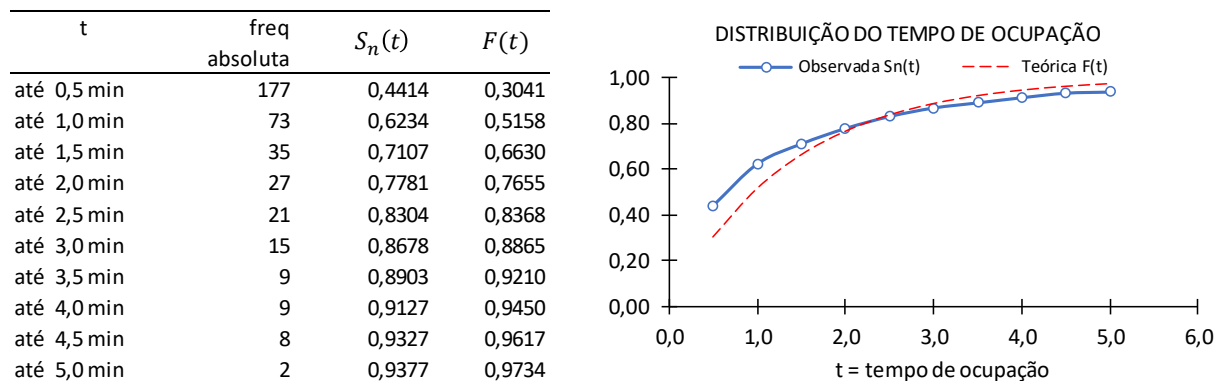 t freq absoluta Sₙ(t) F(t)
até 0,5 min 177 0,4414 0,3041
até 1,0 min 73 0,6234 0,5158
até 1,5 min 35 0,7107 0,6630
até 2,0 min 27 0,7781 0,7655
até 2,5 min 21 0,8304 0,8368
até 3,0 min 15 0,8678 0,8865
até 3,5 min 9 0,8903 0,9210
até 4,0 min 9 0,9127 0,9450
até 4,5 min 8 0,9327 0,9617
até 5,0 min 2 0,9377 0,9734
DISTRIBUIÇÃO DO TEMPO DE OCUPAÇÃO
Observada Sn(t) Teórica F(t)
1,00
0,80
0,60
0,40
0,20
0,00
0,0 1,0 2,0 3,0 4,0 5,0 6,0
t = tempo de ocupação